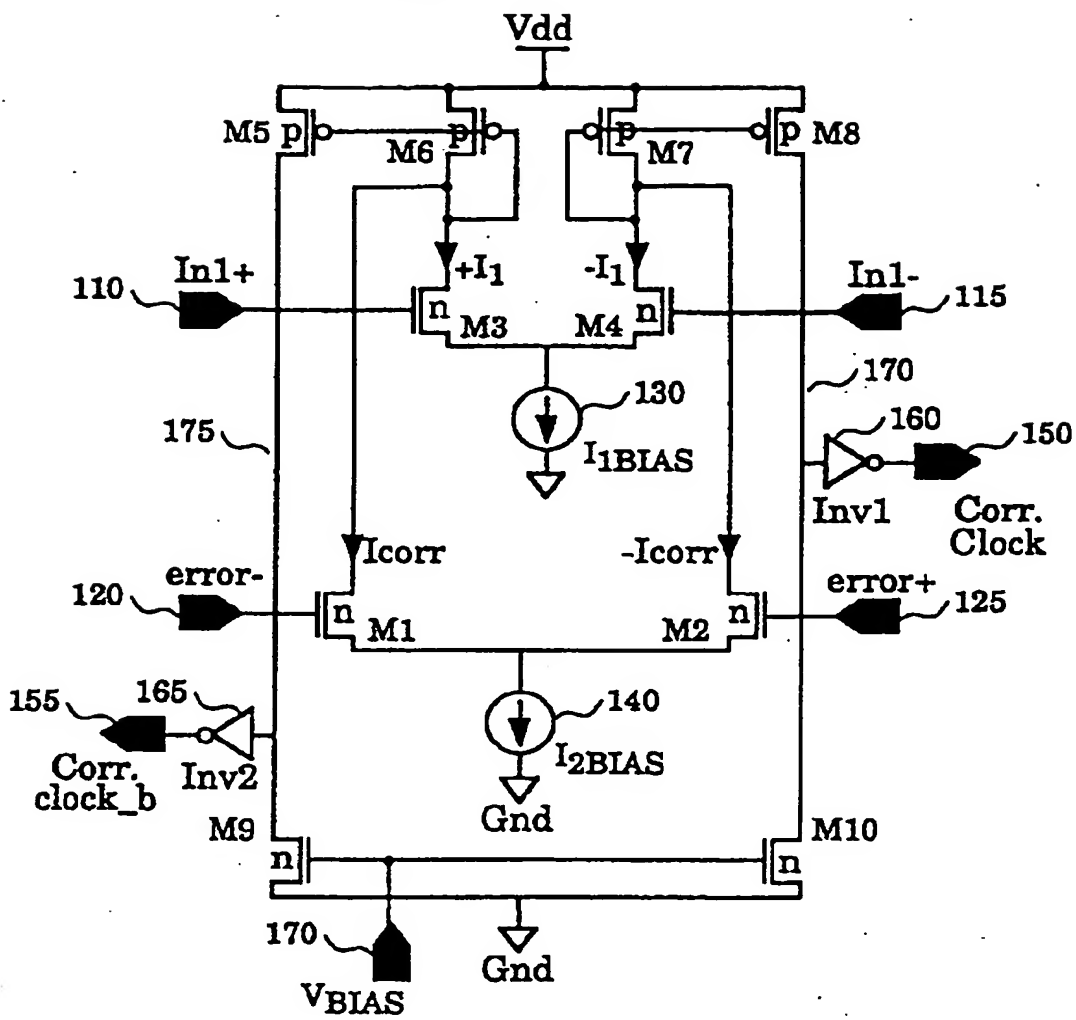 Vdd
M5 p
M6 p
p M7
p M8
+I1
-I1
In1+
110
In1-
115
n M3
M4 n
130
I1BIAS
170
160
150
175
Inv1
Corr.
Clock
Icorr
-Icorr
error-
120
error+
125
n M1
M2 n
155
165
140
I2BIAS
Corr.
clock_b
Inv2
Gnd
M9
n
M10
n
170
VBIAS
Gnd